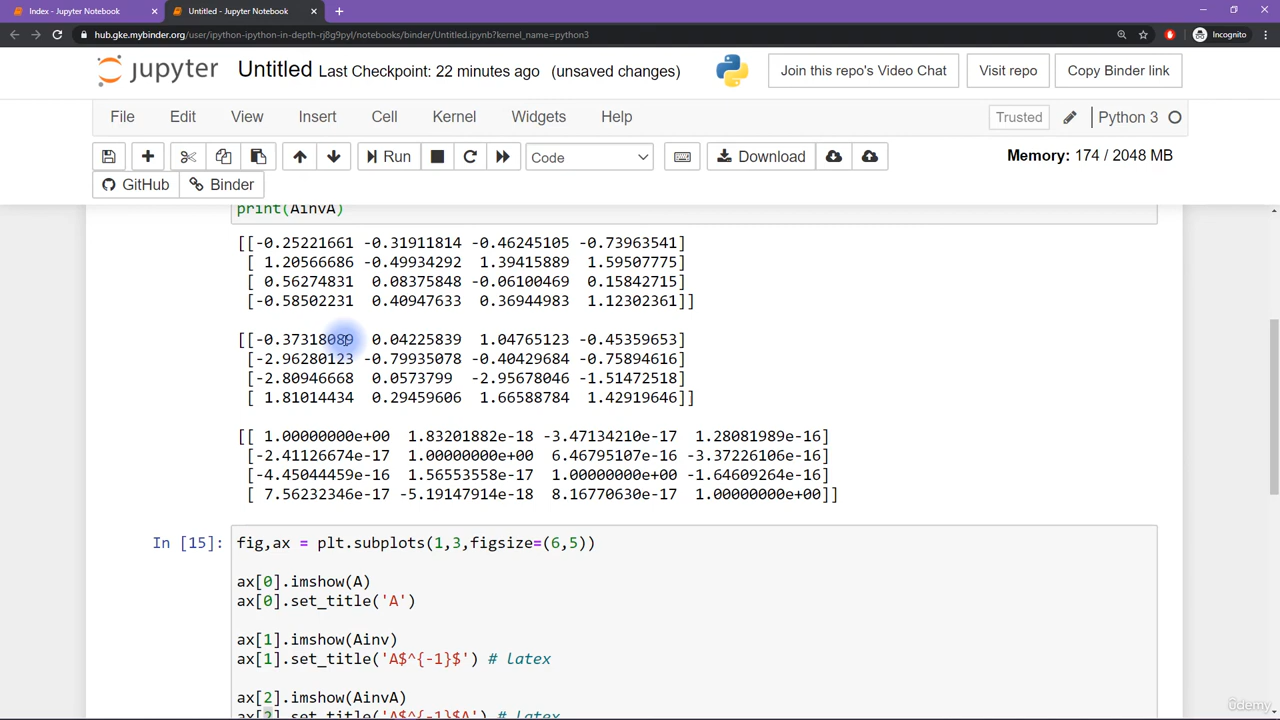 Index - Jupyter Notebook
Untitled - Jupyter Notebook
hub.gke.mybinder.org/user/ipython-ipython-in-depth-rj8g9pyl/notebooks/binder/Untitled.ipynb?kernel_name=python3
Incognito
jupyter Untitled Last Checkpoint: 22 minutes ago (unsaved changes)
Join this repo's Video Chat Visit repo Copy Binder link
File Edit View Insert Cell Kernel Widgets Help Trusted Python 3
Run Code Download Memory: 174 / 2048 MB
GitHub Binder
print(AinvA)
[[-0.25221661 -0.31911814 -0.46245105 -0.73963541]
[ 1.20566686 -0.49934292 1.39415889 1.59507775]
[ 0.56274831 0.08375848 -0.06100469 0.15842715]
[-0.58502231 0.40947633 0.36944983 1.12302361]]
[[-0.37318089 0.04225839 1.04765123 -0.45359653]
[-2.96280123 -0.79935078 -0.40429684 -0.75894616]
[-2.80946668 0.0573799 -2.95678046 -1.51472518]
[ 1.81014434 0.29459606 1.66588784 1.42919646]]
[[ 1.00000000e+00 1.83201882e-18 -3.47134210e-17 1.28081989e-16]
[-2.41126674e-17 1.00000000e+00 6.46795107e-16 -3.37226106e-16]
[-4.45044459e-16 1.56553558e-17 1.00000000e+00 -1.64609264e-16]
[ 7.56232346e-17 -5.19147914e-18 8.16770630e-17 1.00000000e+00]]
In [15]: fig,ax = plt.subplots(1,3,figsize=(6,5))
ax[0].imshow(A)
ax[0].set_title('A')
ax[1].imshow(Ainv)
ax[1].set_title('A$^{-1}$') # latex
ax[2].imshow(AinvA)
ax[2].set_title('A$^{-1}$A') # latex
ûdemy